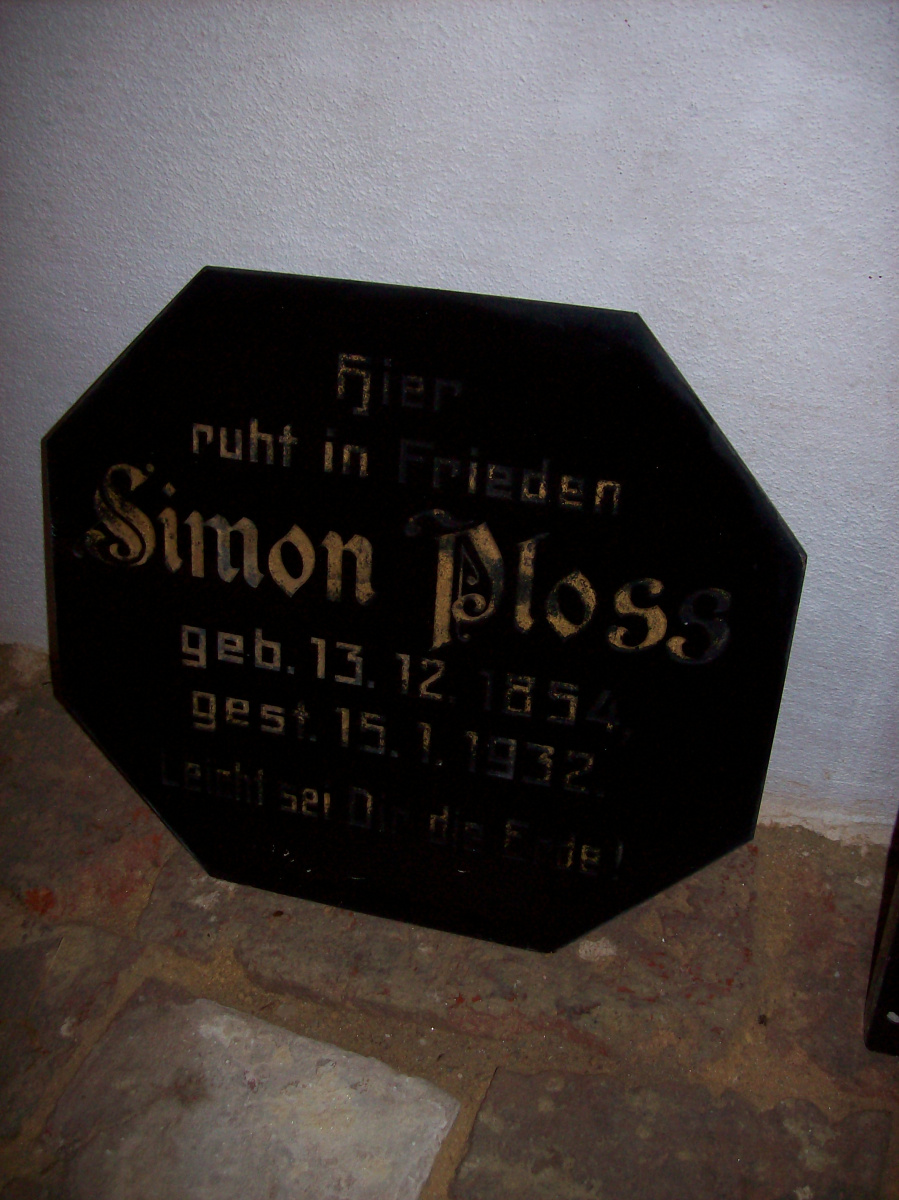 Hier
ruht in Frieden
Simon Ploss
geb. 13. 12. 1854,
gest. 15. 1. 1932.
Leicht sei Dir die Erde!